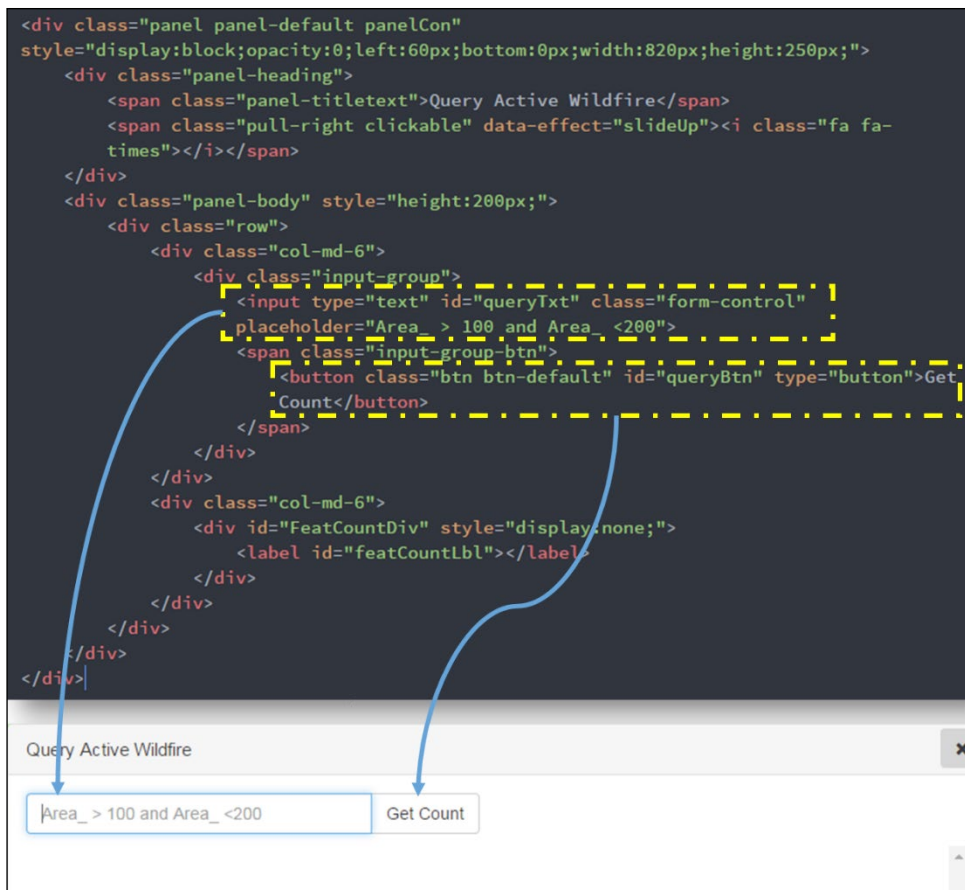 <div class="panel panel-default panelCon"
style="display:block;opacity:0;left:60px;bottom:0px;width:820px;height:250px;">
<div class="panel-heading">
<span class="panel-titletext">Query Active Wildfire</span>
<span class="pull-right clickable" data-effect="slideUp"><i class="fa fa-
times"></i></span>
</div>
<div class="panel-body" style="height:200px;">
<div class="row">
<div class="col-md-6">
<div class="input-group">
<input type="text" id="queryTxt" class="form-control"
placeholder="Area_ > 100 and Area_ <200">
<span class="input-group-btn">
<button class="btn btn-default" id="queryBtn" type="button">Get
Count</button>
</span>
</div>
</div>
<div class="col-md-6">
<div id="FeatCountDiv" style="display:none;">
<label id="featCountLbl"></label>
</div>
</div>
</div>
</div>
</div>
Query Active Wildfire
Area_ > 100 and Area_ <200 Get Count